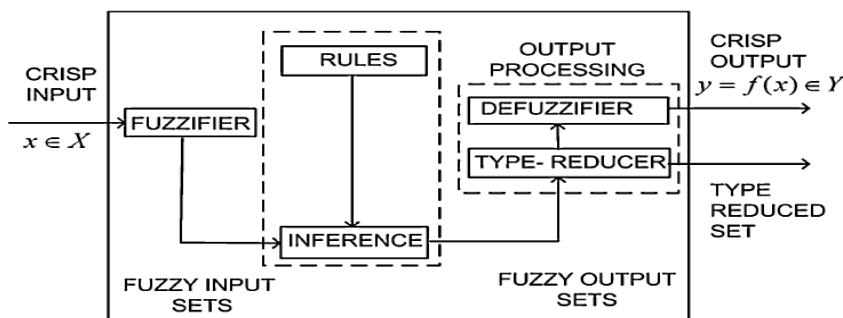 CRISP
INPUT
x ∈ X
FUZZIFIER
RULES
INFERENCE
FUZZY INPUT
SETS
OUTPUT
PROCESSING
DEFUZZIFIER
TYPE- REDUCER
FUZZY OUTPUT
SETS
CRISP
OUTPUT
y = f(x) ∈ Y
TYPE
REDUCED
SET